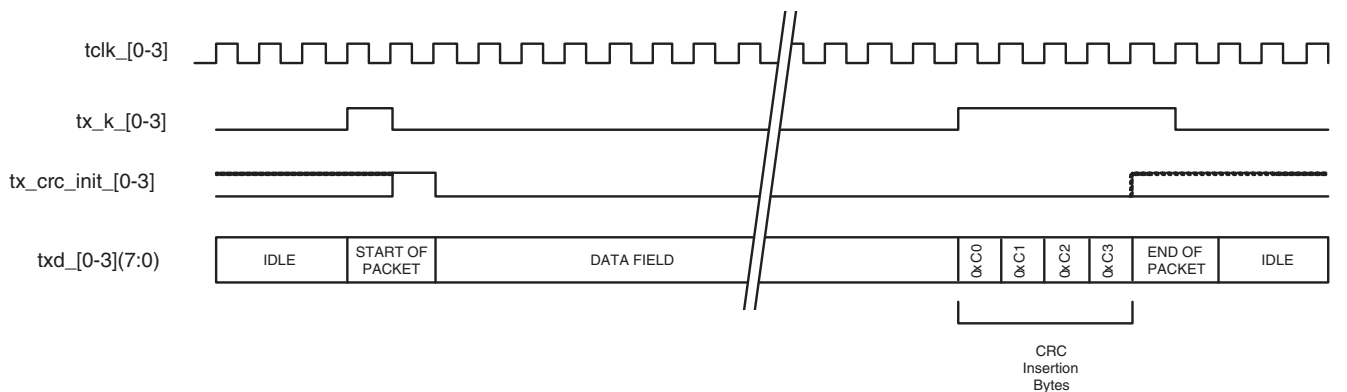 tclk_[0-3]
tx_k_[0-3]
tx_crc_init_[0-3]
txd_[0-3](7:0)
IDLE
START OF
PACKET
DATA FIELD
0xC0
0xC1
0xC2
0xC3
END OF
PACKET
IDLE
CRC
Insertion
Bytes